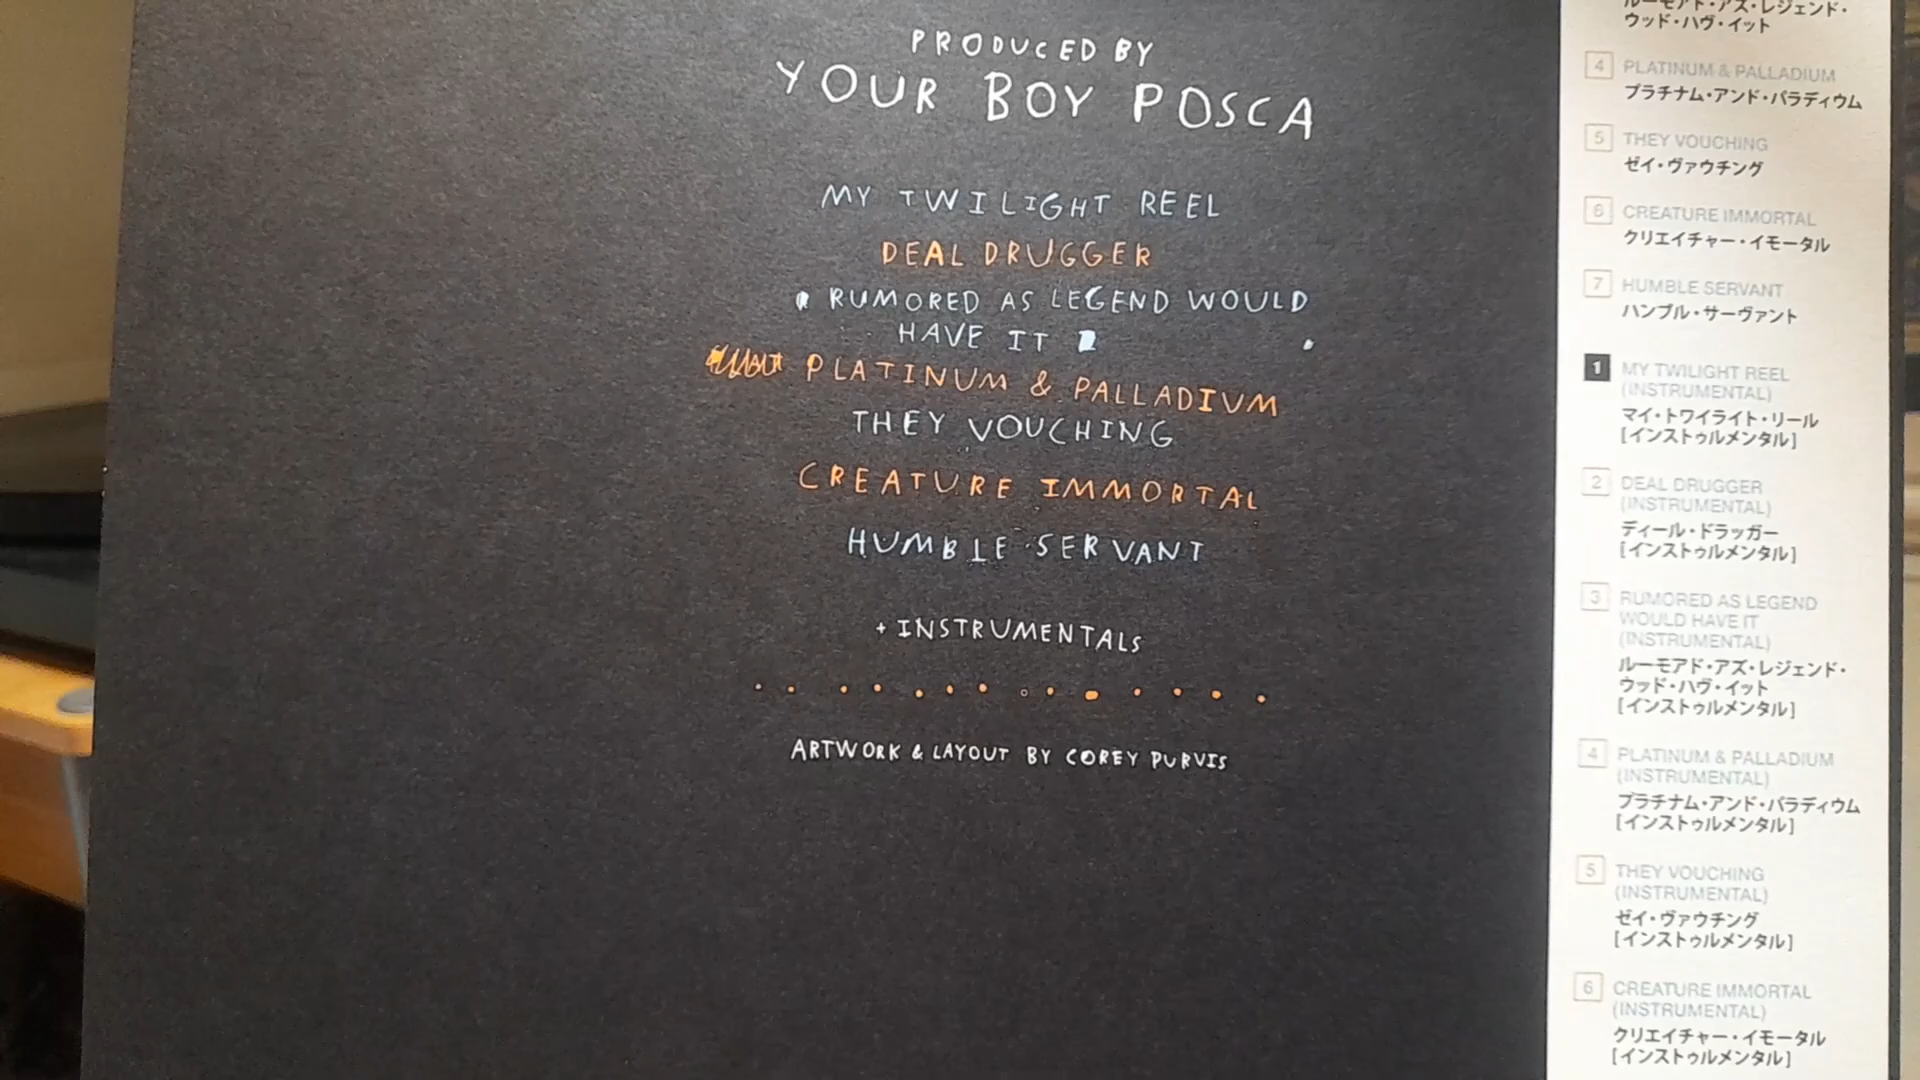 PRODUCED BY
YOUR BOY POSCA
MY TWILIGHT REEL
DEAL DRUGGER
RUMORED AS LEGEND WOULD
HAVE IT
PLATINUM & PALLADIUM
THEY VOUCHING
CREATURE IMMORTAL
HUMBLE SERVANT
+ INSTRUMENTALS
ARTWORK & LAYOUT BY COREY PURVIS
ルーモアド・アズ・レジェンド・
ウッド・ハヴ・イット
4 PLATINUM & PALLADIUM
プラチナム・アンド・パラディウム
5 THEY VOUCHING
ゼイ・ヴァウチング
6 CREATURE IMMORTAL
クリエイチャー・イモータル
7 HUMBLE SERVANT
ハンブル・サーヴァント
1 MY TWILIGHT REEL
(INSTRUMENTAL)
マイ・トワイライト・リール
[インストゥルメンタル]
2 DEAL DRUGGER
(INSTRUMENTAL)
ディール・ドラッガー
[インストゥルメンタル]
3 RUMORED AS LEGEND
WOULD HAVE IT
(INSTRUMENTAL)
ルーモアド・アズ・レジェンド・
ウッド・ハヴ・イット
[インストゥルメンタル]
4 PLATINUM & PALLADIUM
(INSTRUMENTAL)
プラチナム・アンド・パラディウム
[インストゥルメンタル]
5 THEY VOUCHING
(INSTRUMENTAL)
ゼイ・ヴァウチング
[インストゥルメンタル]
6 CREATURE IMMORTAL
(INSTRUMENTAL)
クリエイチャー・イモータル
[インストゥルメンタル]